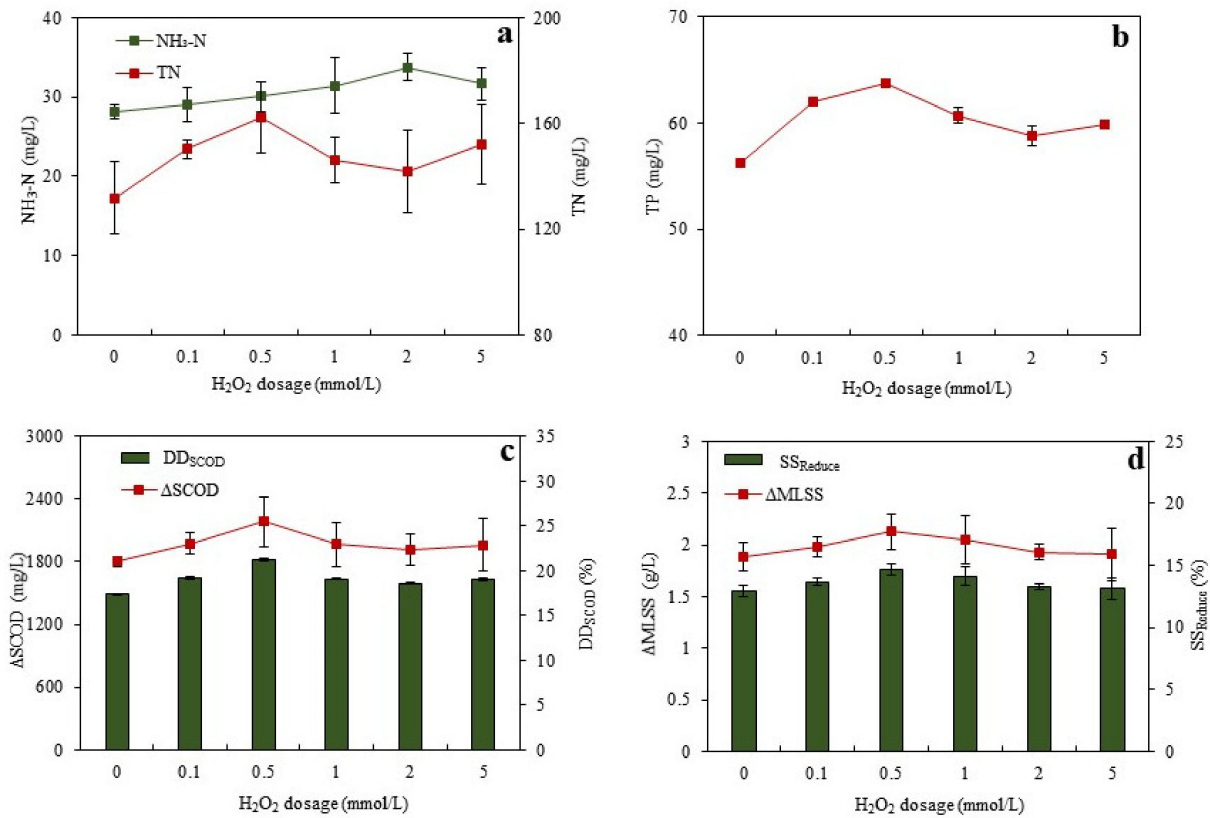 a
NH₃-N
TN
40
30
20
10
0
NH₃-N (mg/L)
200
160
120
80
TN (mg/L)
0 0.1 0.5 1 2 5
H₂O₂ dosage (mmol/L)
b
70
60
50
40
TP (mg/L)
0 0.1 0.5 1 2 5
H₂O₂ dosage (mmol/L)
c
DD_SCOD
ΔSCOD
3000
2400
1800
1200
600
0
ΔSCOD (mg/L)
35
30
25
20
15
10
5
0
DD_SCOD (%)
0 0.1 0.5 1 2 5
H₂O₂ dosage (mmol/L)
d
SS_Reduce
ΔMLSS
3
2.5
2
1.5
1
0.5
0
ΔMLSS (g/L)
25
20
15
10
5
0
SS_Reduce (%)
0 0.1 0.5 1 2 5
H₂O₂ dosage (mmol/L)